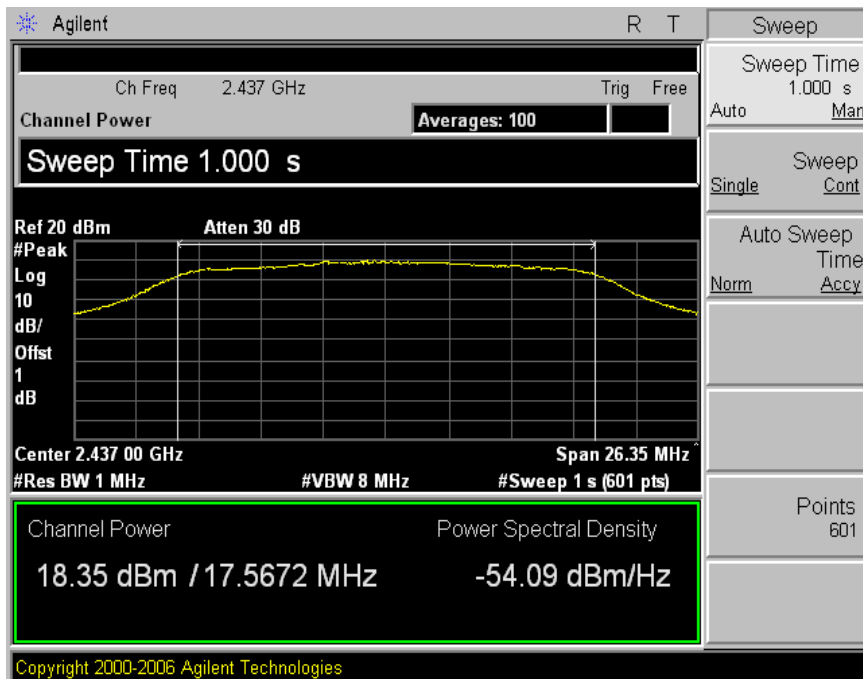 Agilent R T Sweep
Ch Freq 2.437 GHz Trig Free
Channel Power Averages: 100
Sweep Time 1.000 s
Ref 20 dBm Atten 30 dB
#Peak
Log
10
dB/
Offst
1
dB
Center 2.437 00 GHz Span 26.35 MHz^
#Res BW 1 MHz #VBW 8 MHz #Sweep 1 s (601 pts)
Channel Power Power Spectral Density
18.35 dBm / 17.5672 MHz -54.09 dBm/Hz
Copyright 2000-2006 Agilent Technologies
Sweep Time
1.000 s
Auto Man
Sweep
Single Cont
Auto Sweep
Time
Norm Accy
Points
601